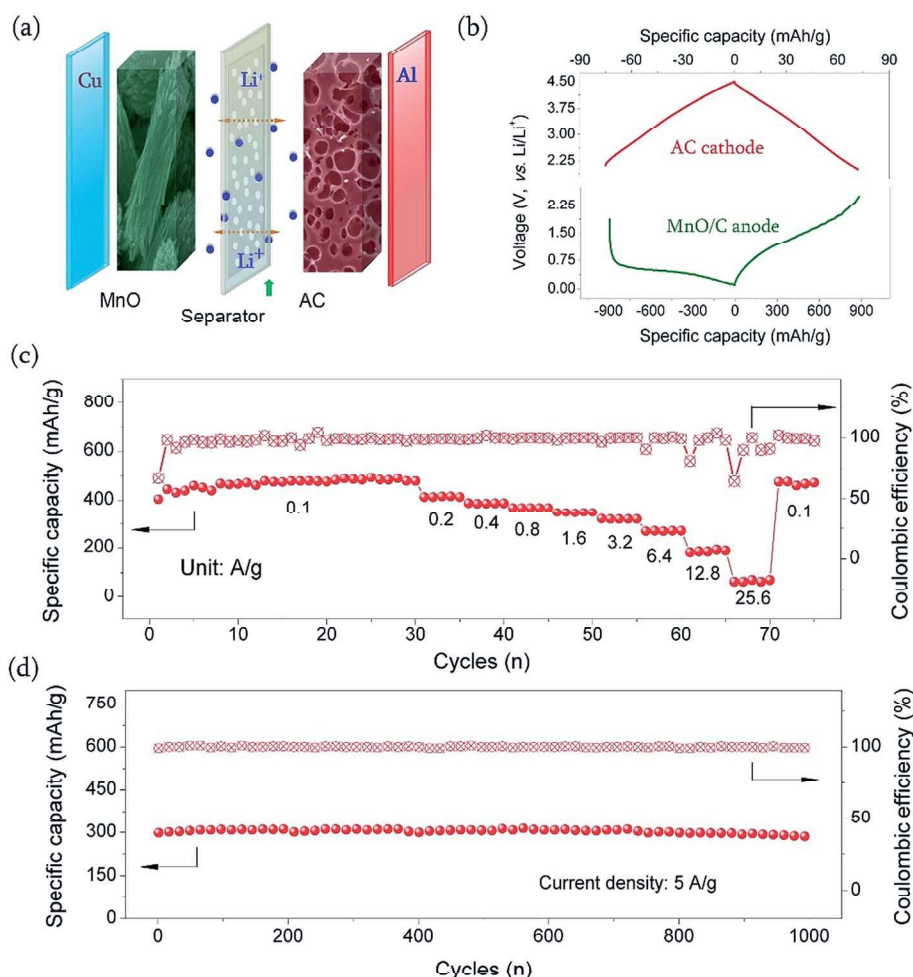 (a)
Cu
Li+
Al
Li+
MnO
Separator
AC
(b)
Specific capacity (mAh/g)
-90 -60 -30 0 30 60 90
Voltage (V, vs. Li/Li+)
4.50
3.75
3.00
2.25
2.25
1.50
0.75
0.00
AC cathode
MnO/C anode
-900 -600 -300 0 300 600 900
Specific capacity (mAh/g)
(c)
Specific capacity (mAh/g)
800
600
400
200
0
Coulombic efficiency (%)
100
50
0
0.1
0.2
0.4
0.8
1.6
3.2
6.4
12.8
25.6
0.1
Unit: A/g
0 10 20 30 40 50 60 70
Cycles (n)
(d)
Specific capacity (mAh/g)
750
600
450
300
150
0
Coulombic efficiency (%)
100
50
0
Current density: 5 A/g
0 200 400 600 800 1000
Cycles (n)